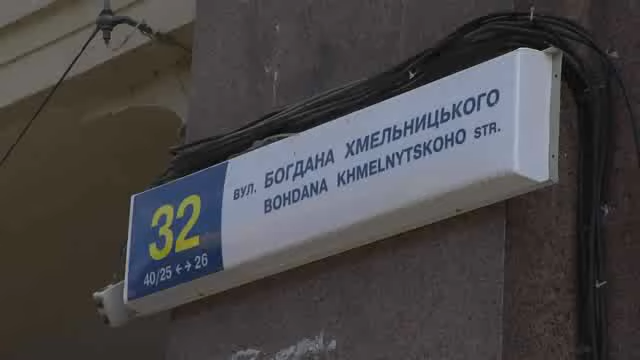 32
40/25 ←→ 26
ВУЛ. БОГДАНА ХМЕЛЬНИЦЬКОГО
BOHDANA KHMELNYTSKOHO STR.